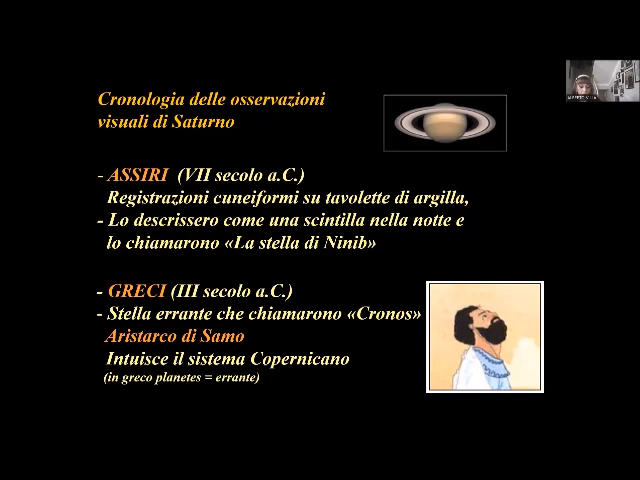 Cronologia delle osservazioni
visuali di Saturno
- ASSIRI (VII secolo a.C.)
Registrazioni cuneiformi su tavolette di argilla,
- Lo descrissero come una scintilla nella notte e
lo chiamarono «La stella di Ninib»
- GRECI (III secolo a.C.)
- Stella errante che chiamarono «Cronos»
Aristarco di Samo
Intuisce il sistema Copernicano
(in greco planetes = errante)